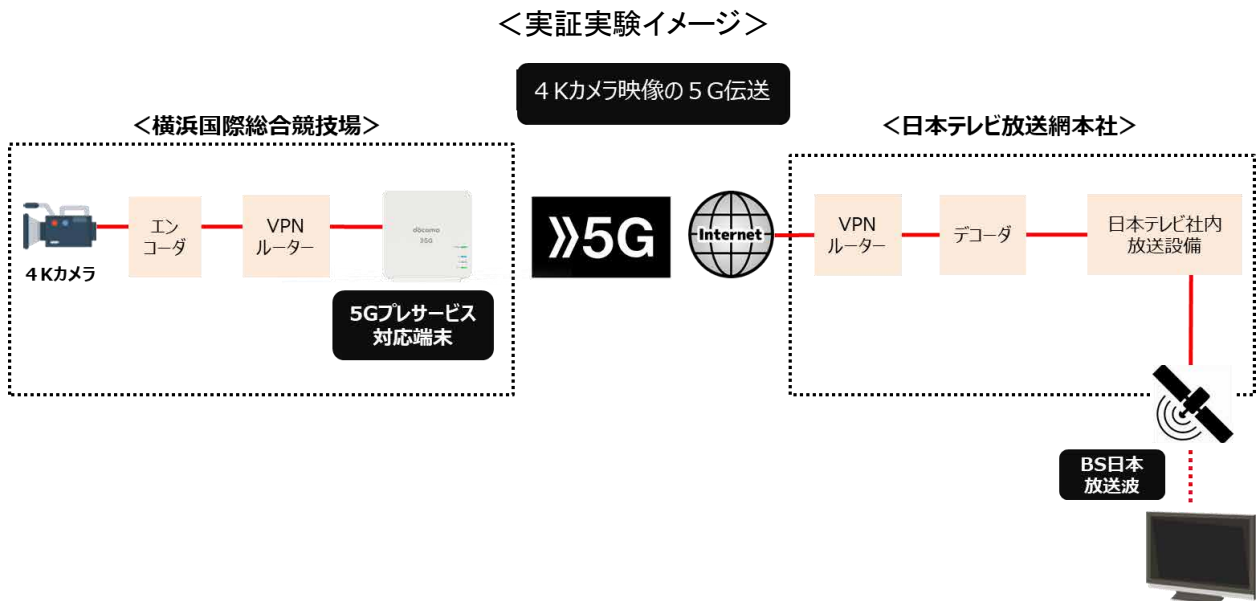 ＜実証実験イメージ＞
４Kカメラ映像の５G伝送
＜横浜国際総合競技場＞
＜日本テレビ放送網本社＞
４Kカメラ
エン
コーダ
VPN
ルーター
docomo
5Gプレサービス
対応端末
5G
Internet
VPN
ルーター
デコーダ
日本テレビ社内
放送設備
BS日本
放送波